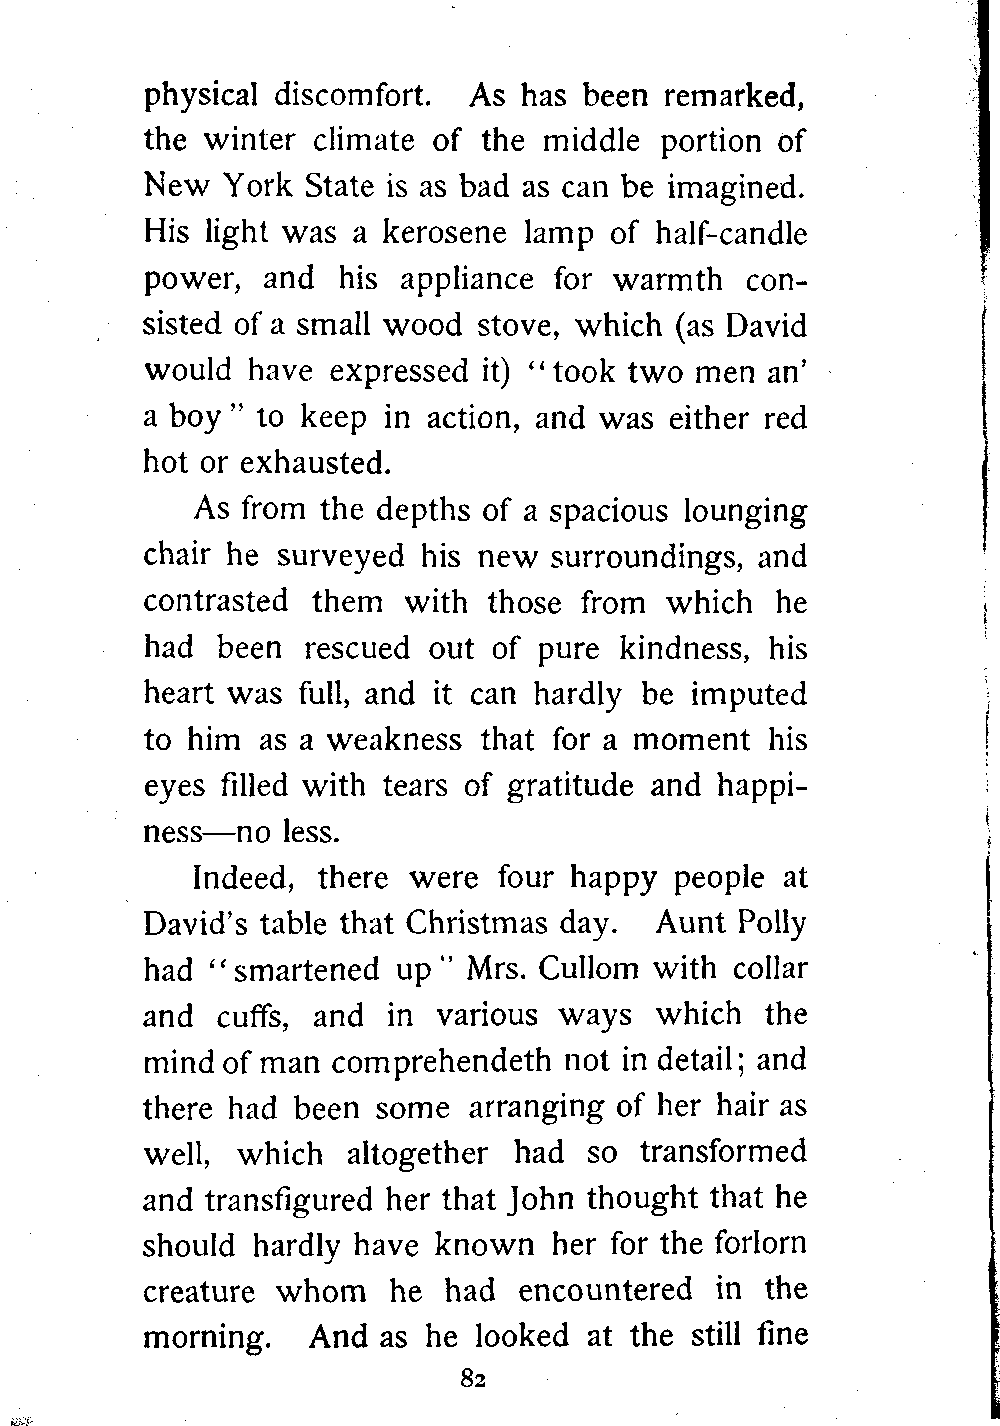 physical discomfort. As has been remarked,
the winter climate of the middle portion of
New York State is as bad as can be imagined.
His light was a kerosene lamp of half-candle
power, and his appliance for warmth con-
sisted of a small wood stove, which (as David
would have expressed it) “took two men an’
a boy” to keep in action, and was either red
hot or exhausted.
As from the depths of a spacious lounging
chair he surveyed his new surroundings, and
contrasted them with those from which he
had been rescued out of pure kindness, his
heart was full, and it can hardly be imputed
to him as a weakness that for a moment his
eyes filled with tears of gratitude and happi-
ness—no less.
Indeed, there were four happy people at
David’s table that Christmas day. Aunt Polly
had “smartened up” Mrs. Cullom with collar
and cuffs, and in various ways which the
mind of man comprehendeth not in detail; and
there had been some arranging of her hair as
well, which altogether had so transformed
and transfigured her that John thought that he
should hardly have known her for the forlorn
creature whom he had encountered in the
morning. And as he looked at the still fine
82